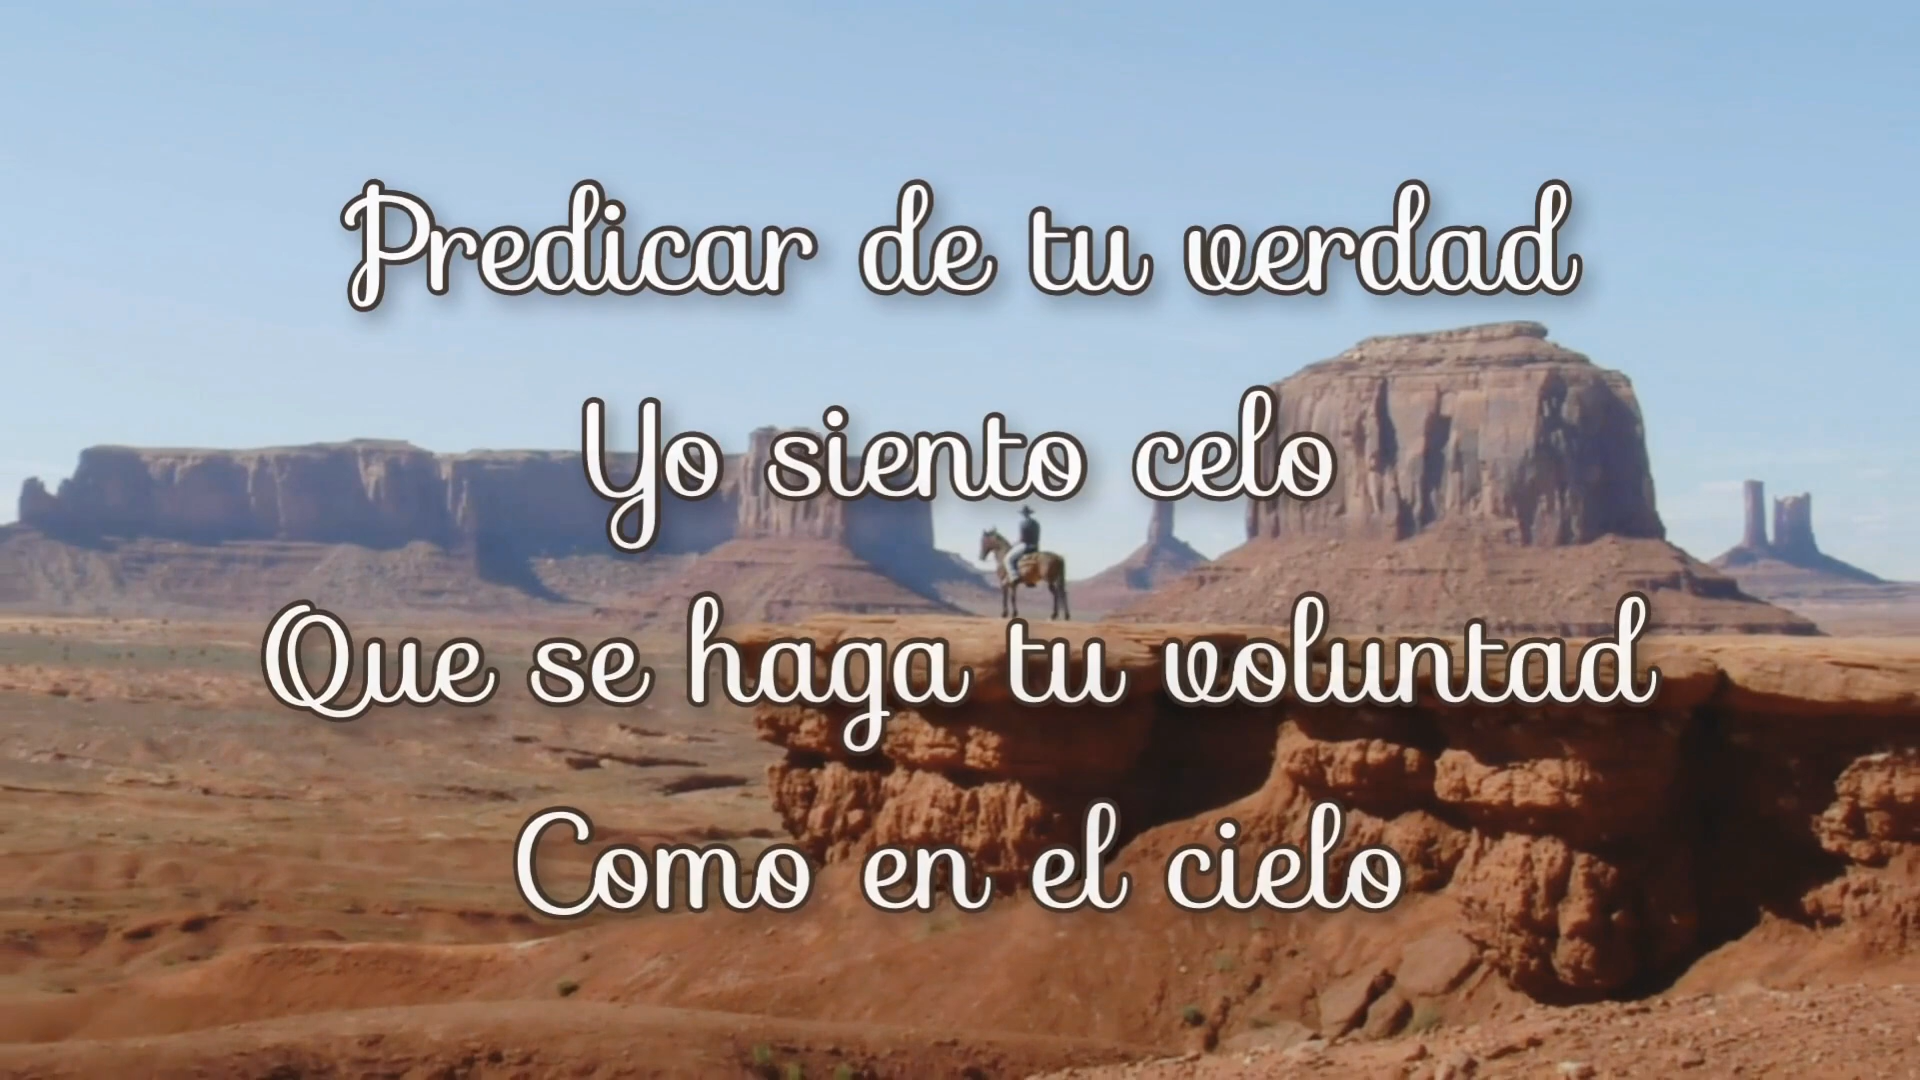 Predicar de tu verdad
Yo siento celo
Que se haga tu voluntad
Como en el cielo